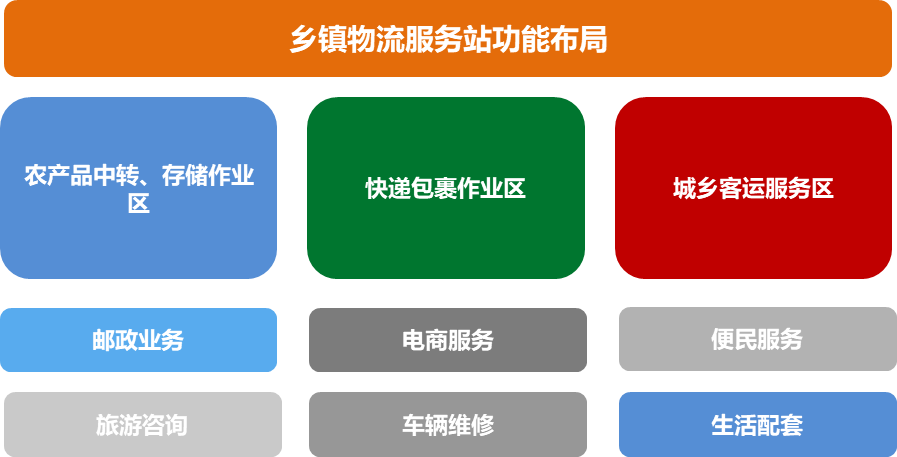 乡镇物流服务站功能布局
农产品中转、存储作业
区
快递包裹作业区
城乡客运服务区
邮政业务
电商服务
便民服务
旅游咨询
车辆维修
生活配套